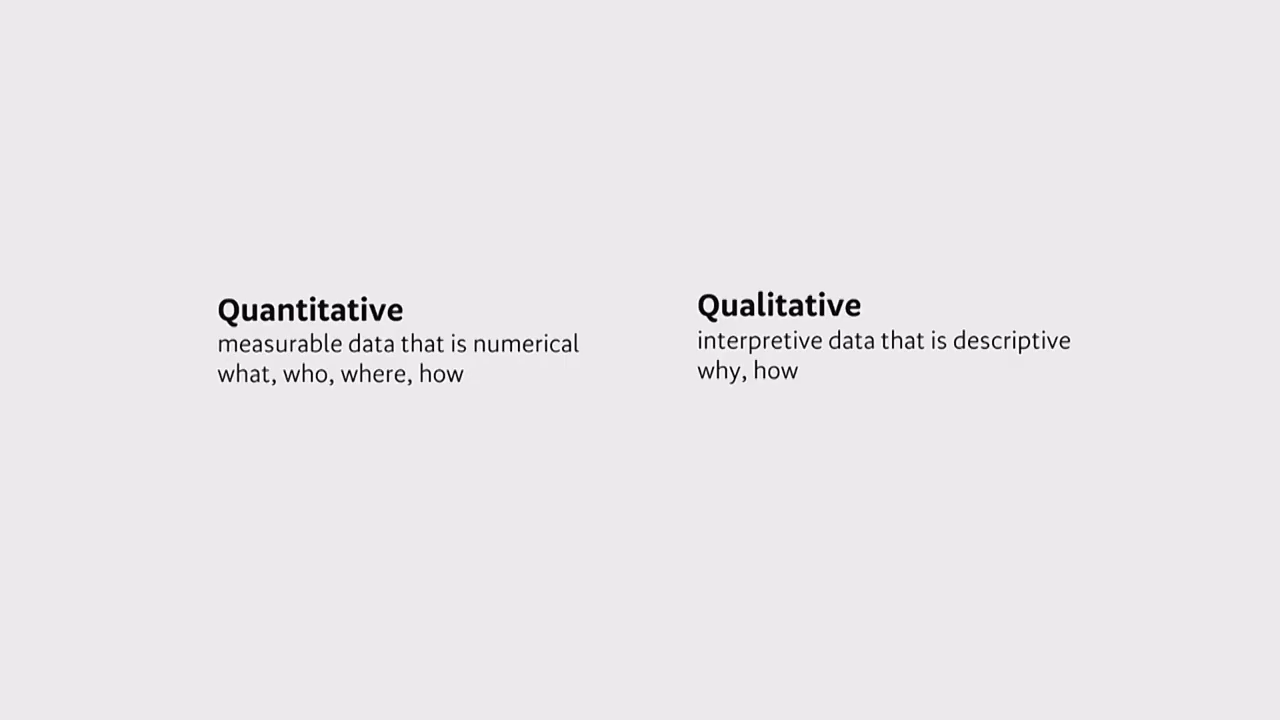 Quantitative
measurable data that is numerical
what, who, where, how
Qualitative
interpretive data that is descriptive
why, how